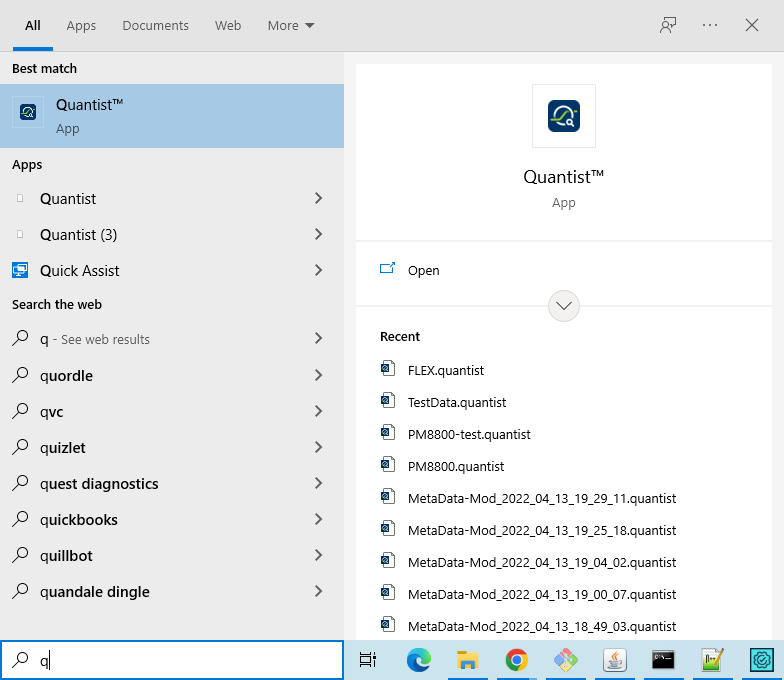 All Apps Documents Web More
Best match
Quantist™
App
Apps
Quantist
Quantist (3)
Quick Assist
Search the web
q - See web results
quordle
qvc
quizlet
quest diagnostics
quickbooks
quillbot
quandale dingle
q
Quantist™
App
Open
Recent
FLEX.quantist
TestData.quantist
PM8800-test.quantist
PM8800.quantist
MetaData-Mod_2022_04_13_19_29_11.quantist
MetaData-Mod_2022_04_13_19_25_18.quantist
MetaData-Mod_2022_04_13_19_04_02.quantist
MetaData-Mod_2022_04_13_19_00_07.quantist
MetaData-Mod_2022_04_13_18_49_03.quantist